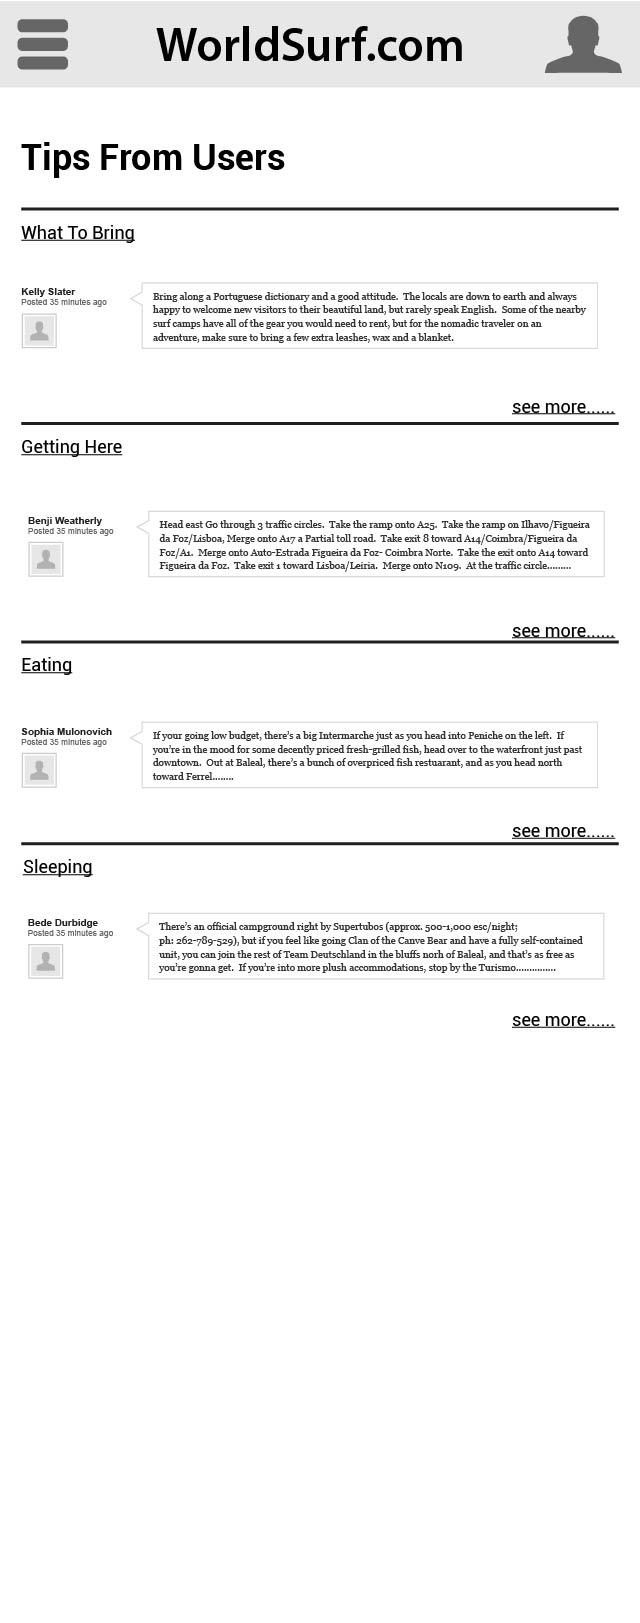 WorldSurf.com
Tips From Users
What To Bring
Kelly Slater
Posted 35 minutes ago
Bring along a Portuguese dictionary and a good attitude.  The locals are down to earth and always
happy to welcome new visitors to their beautiful land, but rarely speak English.  Some of the nearby
surf camps have all of the gear you would need to rent, but for the nomadic traveler on an
adventure, make sure to bring a few extra leashes, wax and a blanket.
see more......
Getting Here
Benji Weatherly
Posted 35 minutes ago
Head east Go through 3 traffic circles.  Take the ramp onto A25.  Take the ramp on Ilhavo/Figueira
da Foz/Lisboa, Merge onto A17 a Partial toll road.  Take exit 8 toward A14/Coimbra/Figueira da
Foz/A1.  Merge onto Auto-Estrada Figueira da Foz- Coimbra Norte.  Take the exit onto A14 toward
Figueira da Foz.  Take exit 1 toward Lisboa/Leiria.  Merge onto N109.  At the traffic circle.........
see more......
Eating
Sophia Mulonovich
Posted 35 minutes ago
If your going low budget, there's a big Intermarche just as you head into Peniche on the left.  If
you're in the mood for some decently priced fresh-grilled fish, head over to the waterfront just past
downtown.  Out at Baleal, there's a bunch of overpriced fish restuarant, and as you head north
toward Ferrel........
see more......
Sleeping
Bede Durbidge
Posted 35 minutes ago
There's an official campground right by Supertubos (approx. 500-1,000 esc/night;
ph: 262-789-529), but if you feel like going Clan of the Canve Bear and have a fully self-contained
unit, you can join the rest of Team Deutschland in the bluffs norh of Baleal, and that's as free as
you're gonna get.  If you're into more plush accommodations, stop by the Turismo...............
see more......